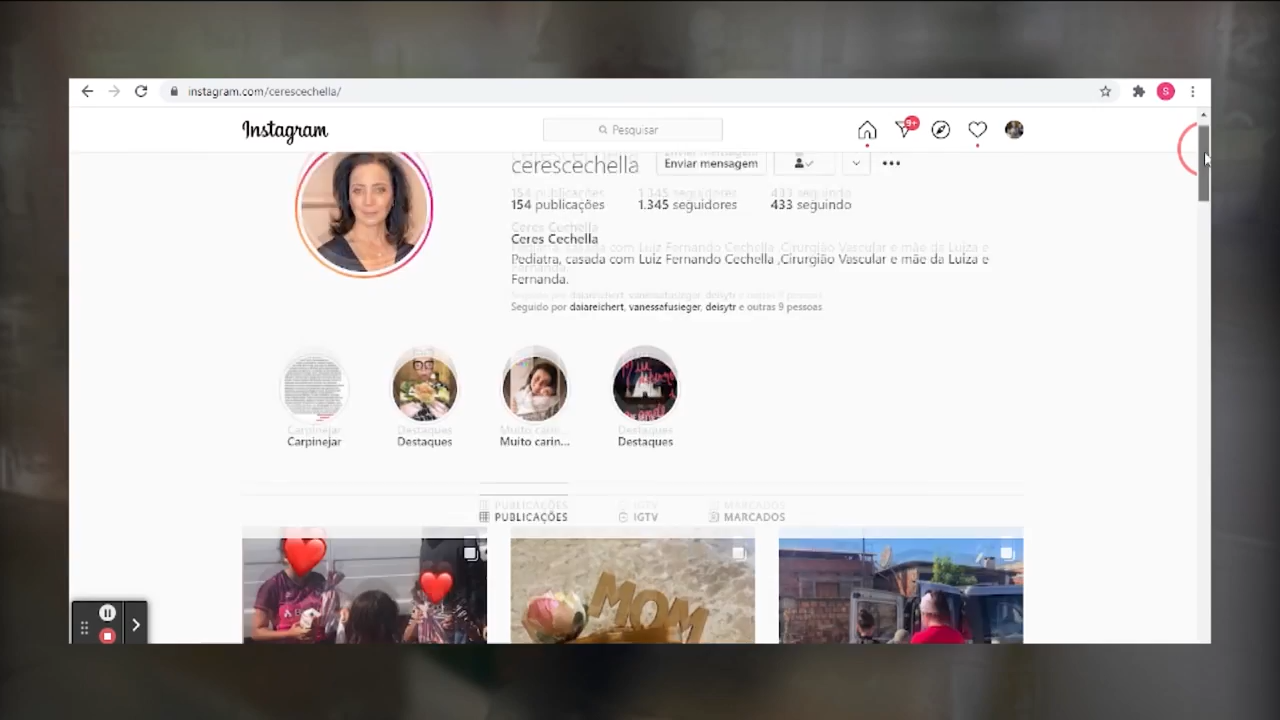 instagram.com/cerescechella/
S
Instagram
Pesquisar
9+
cerescechella
Enviar mensagem
154 publicações
1.345 seguidores
433 seguindo
Ceres Cechella
Pediatra, casada com Luiz Fernando Cechella ,Cirurgião Vascular e mãe da Luiza e
Fernanda.
Seguido por daiareichert, vanessafusieger, deisytr e outras 9 pessoas
Carpinejar
Destaques
Muito carin...
Destaques
PUBLICAÇÕES
IGTV
MARCADOS
MOM